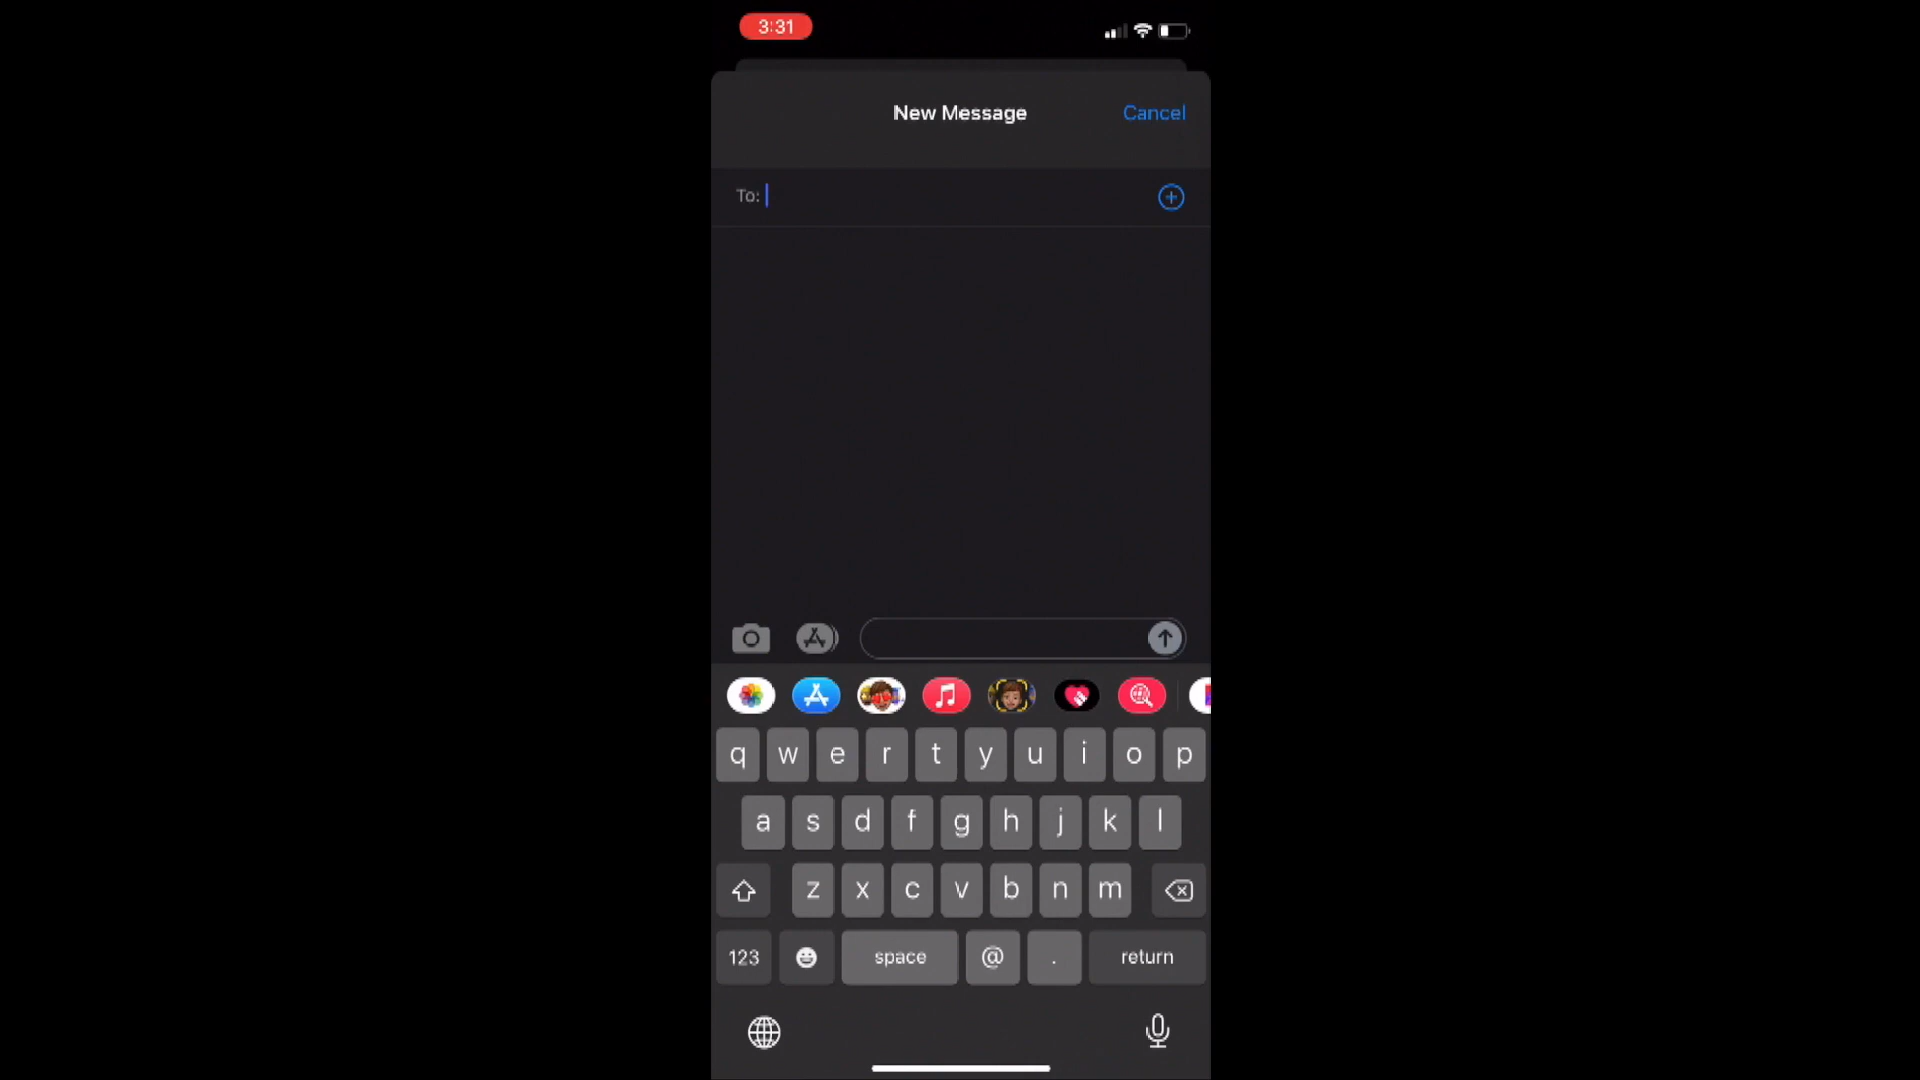 3:31
New Message
Cancel
To:
q w e r t y u i o p
a s d f g h j k l
z x c v b n m
123 space @ . return